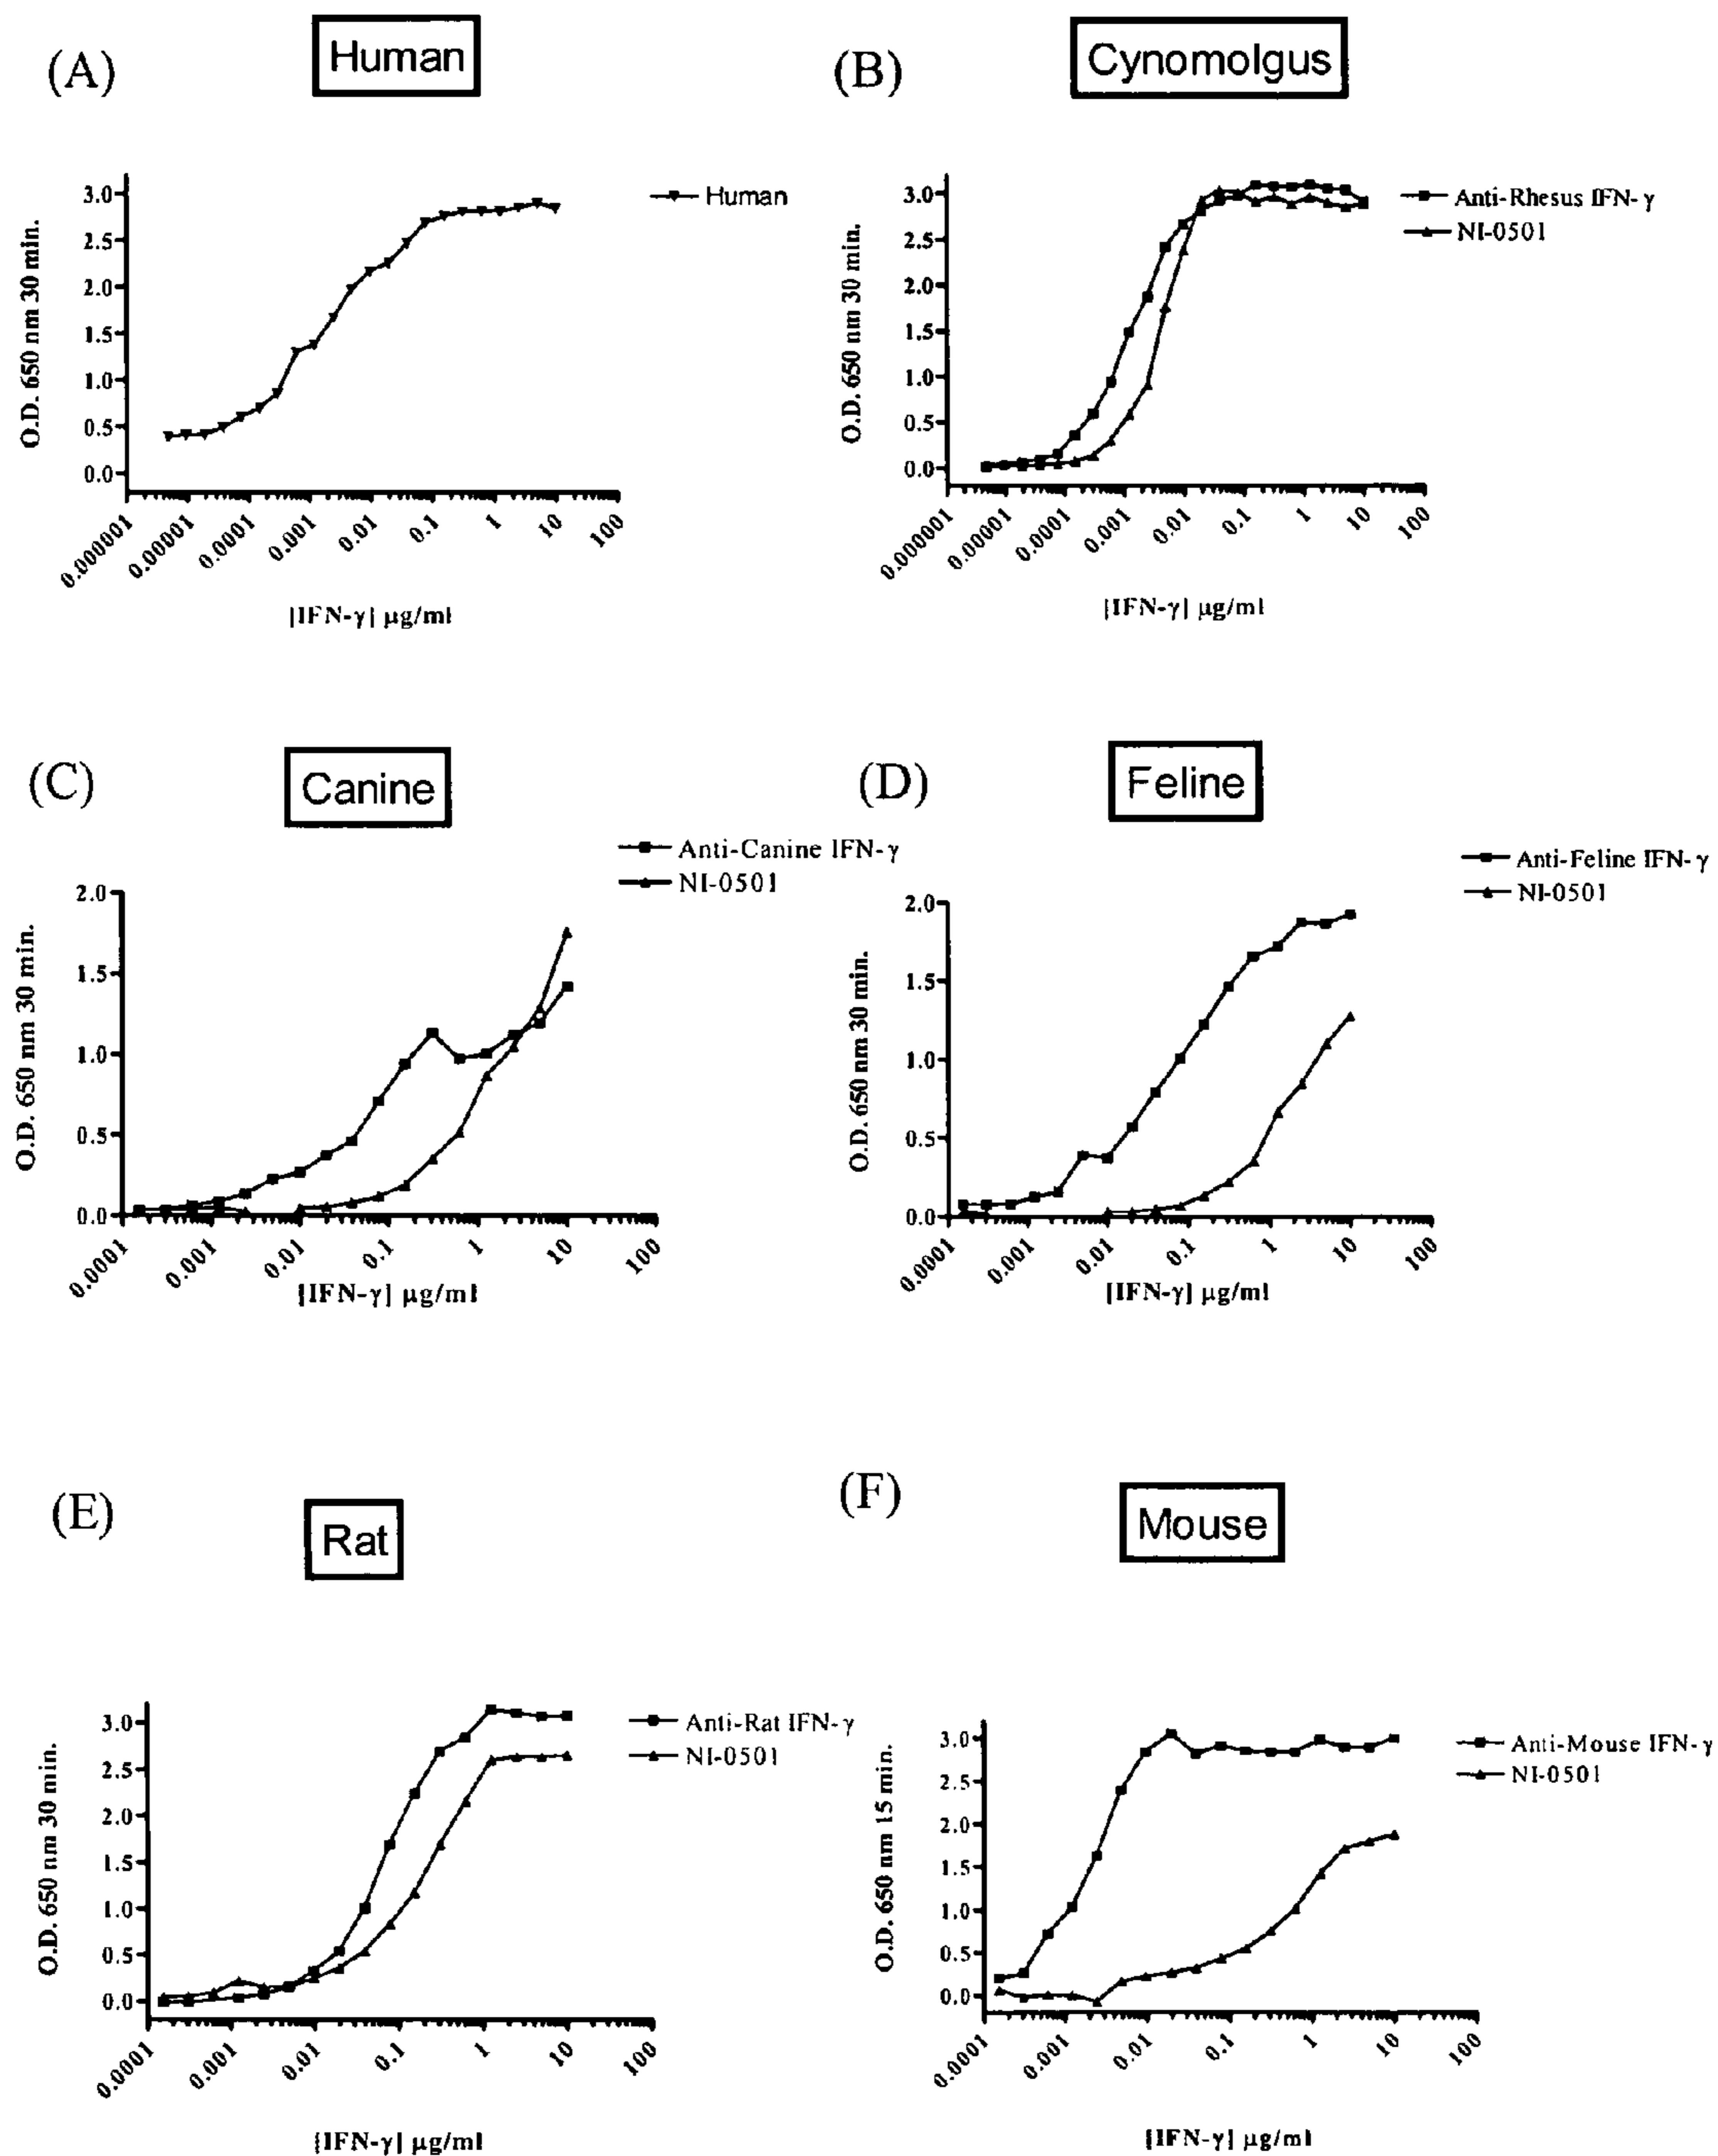 (A)
Human
3.0
2.5
2.0
1.5
1.0
0.5
0.0
O.D. 650 nm 30 min.
0.000001
0.00001
0.0001
0.001
0.01
0.1
1
10
100
[IFN-γ] µg/ml
Human
(B)
Cynomolgus
3.0
2.5
2.0
1.5
1.0
0.5
0.0
O.D. 650 nm 30 min.
0.000001
0.00001
0.0001
0.001
0.01
0.1
1
10
100
[IFN-γ] µg/ml
Anti-Rhesus IFN-γ
NI-0501
(C)
Canine
Anti-Canine IFN-γ
NI-0501
2.0
1.5
1.0
0.5
0.0
O.D. 650 nm 30 min.
0.0001
0.001
0.01
0.1
1
10
100
[IFN-γ] µg/ml
(D)
Feline
Anti-Feline IFN-γ
NI-0501
2.0
1.5
1.0
0.5
0.0
O.D. 650 nm 30 min.
0.0001
0.001
0.01
0.1
1
10
100
[IFN-γ] µg/ml
(E)
Rat
3.0
2.5
2.0
1.5
1.0
0.5
0.0
O.D. 650 nm 30 min.
0.0001
0.001
0.01
0.1
1
10
100
[IFN-γ] µg/ml
Anti-Rat IFN-γ
NI-0501
(F)
Mouse
3.0
2.5
2.0
1.5
1.0
0.5
0.0
O.D. 650 nm 15 min.
0.0001
0.001
0.01
0.1
1
10
100
[IFN-γ] µg/ml
Anti-Mouse IFN-γ
NI-0501